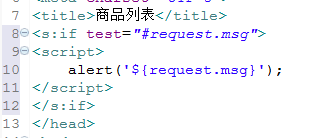 7 <title>商品列表</title>
8 <s:if test="#request.msg">
9 <script>
10 alert('${request.msg}');
11 </script>
12 </s:if>
13 </head>